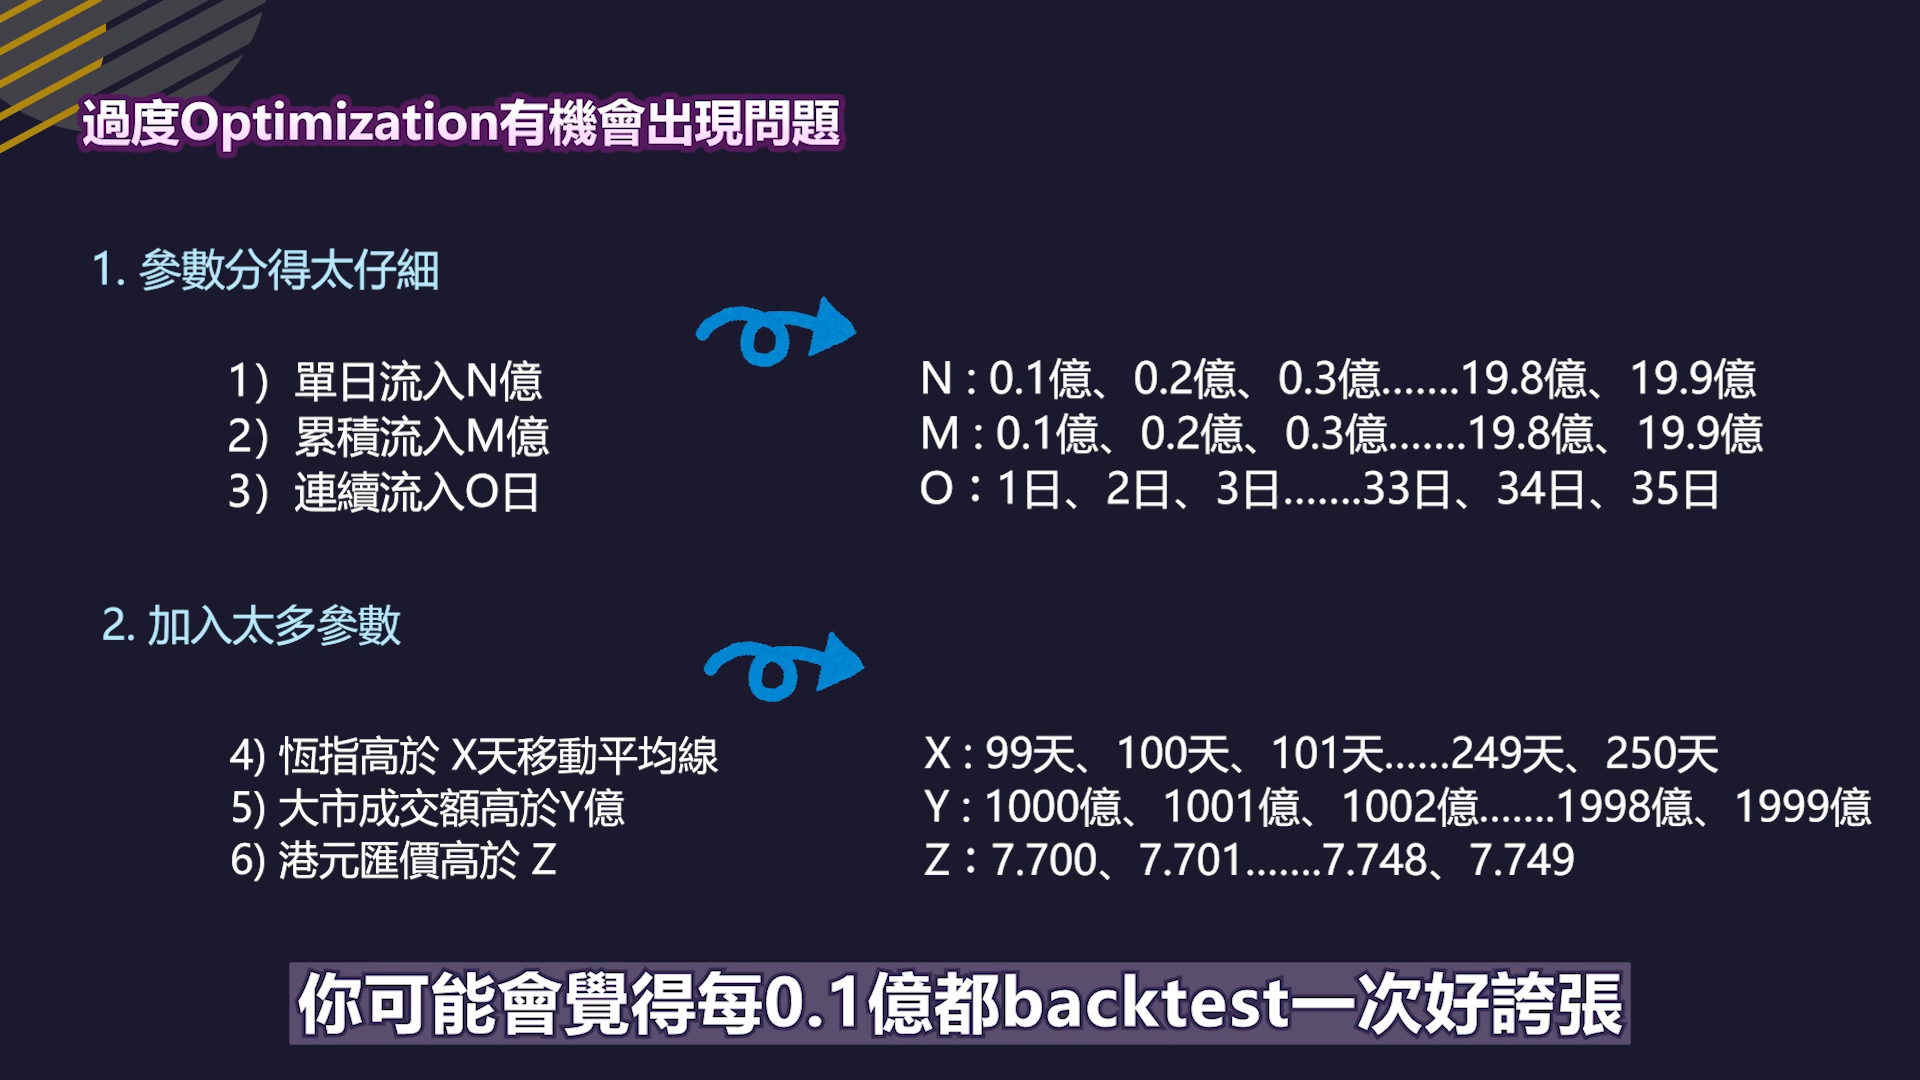 過度Optimization有機會出現問題
1. 參數分得太仔細
1）單日流入N億
N : 0.1億、0.2億、0.3億.......19.8億、19.9億
2）累積流入M億
M : 0.1億、0.2億、0.3億.......19.8億、19.9億
3）連續流入O日
O：1日、2日、3日.......33日、34日、35日
2. 加入太多參數
4) 恆指高於 X天移動平均線
X : 99天、100天、101天......249天、250天
5) 大市成交額高於Y億
Y : 1000億、1001億、1002億.......1998億、1999億
6) 港元匯價高於 Z
Z：7.700、7.701.......7.748、7.749
你可能會覺得每0.1億都backtest一次好誇張